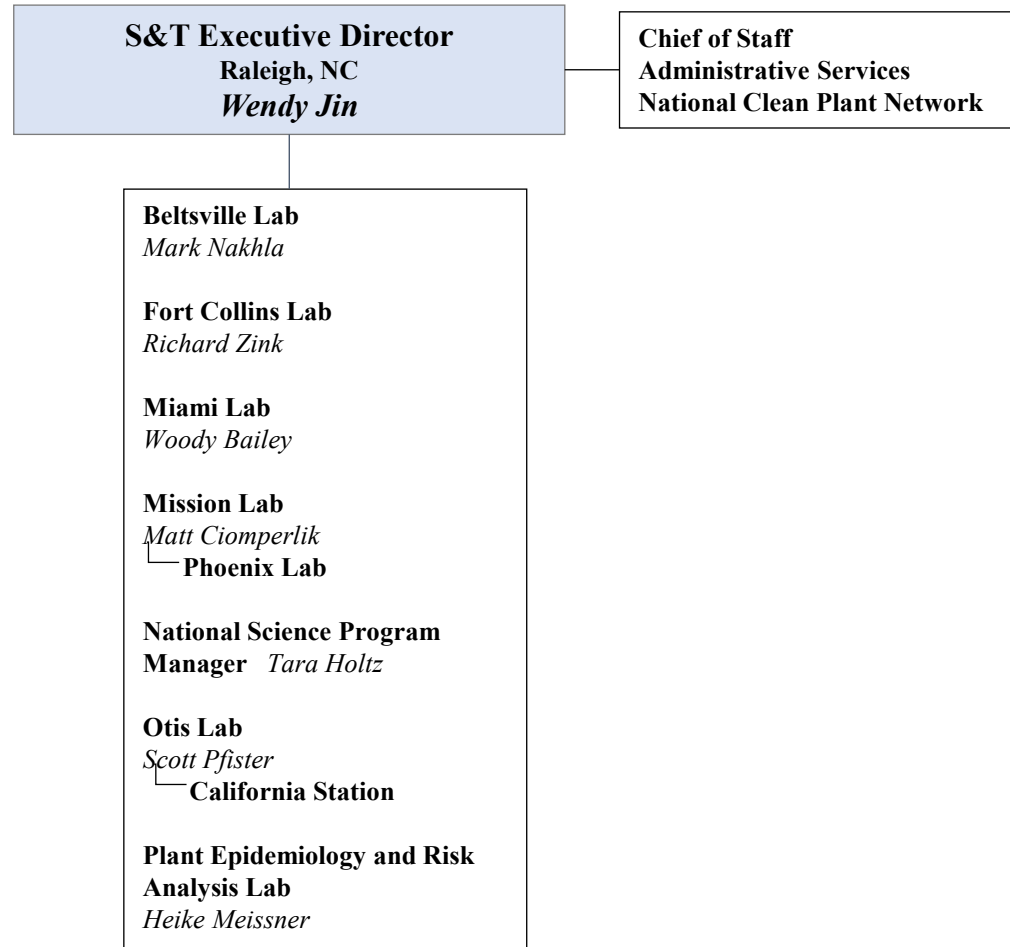 S&T Executive Director
Raleigh, NC
Wendy Jin
Chief of Staff
Administrative Services
National Clean Plant Network
Beltsville Lab
Mark Nakhla
Fort Collins Lab
Richard Zink
Miami Lab
Woody Bailey
Mission Lab
Matt Ciomperlik
Phoenix Lab
National Science Program
Manager Tara Holtz
Otis Lab
Scott Pfister
California Station
Plant Epidemiology and Risk
Analysis Lab
Heike Meissner